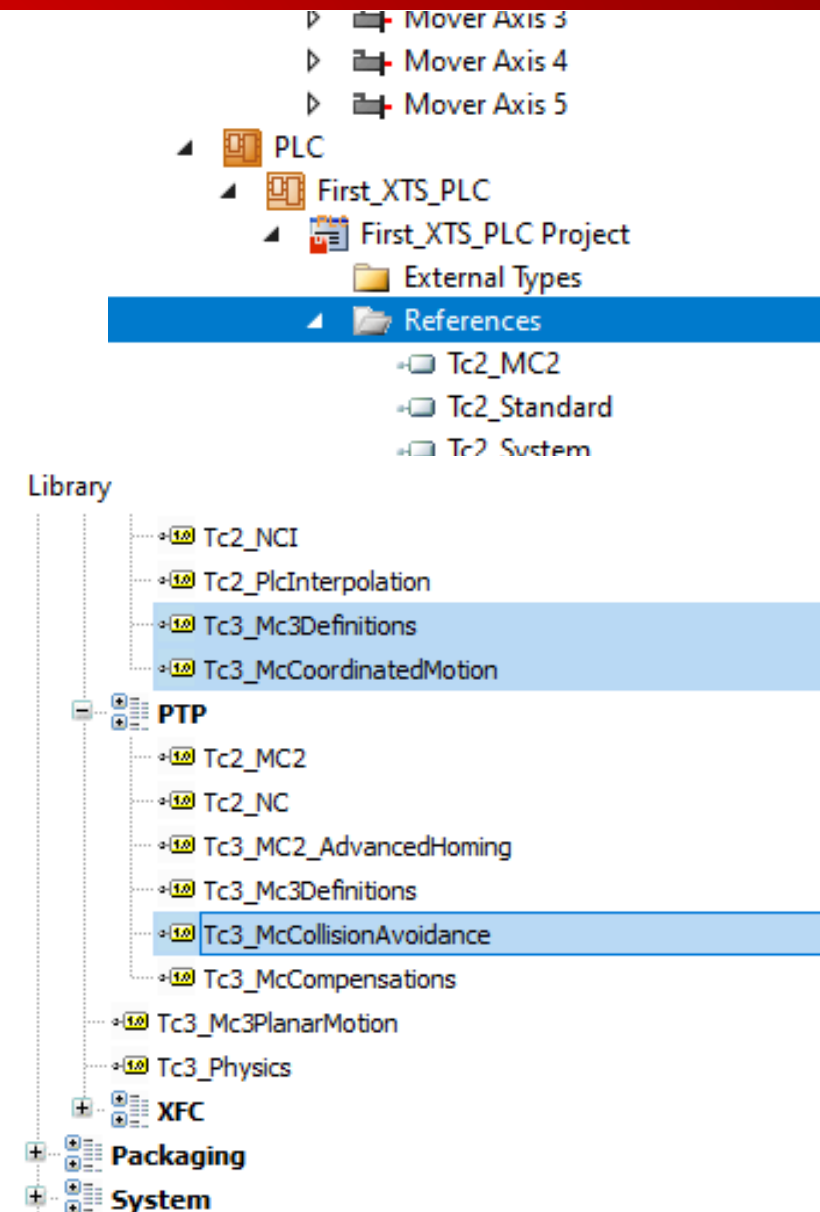 Mover Axis 3
Mover Axis 4
Mover Axis 5
PLC
First_XTS_PLC
First_XTS_PLC Project
External Types
References
Tc2_MC2
Tc2_Standard
Tc2_System
Library
Tc2_NCI
Tc2_PlcInterpolation
Tc3_Mc3Definitions
Tc3_McCoordinatedMotion
PTP
Tc2_MC2
Tc2_NC
Tc3_MC2_AdvancedHoming
Tc3_Mc3Definitions
Tc3_McCollisionAvoidance
Tc3_McCompensations
Tc3_Mc3PlanarMotion
Tc3_Physics
XFC
Packaging
System